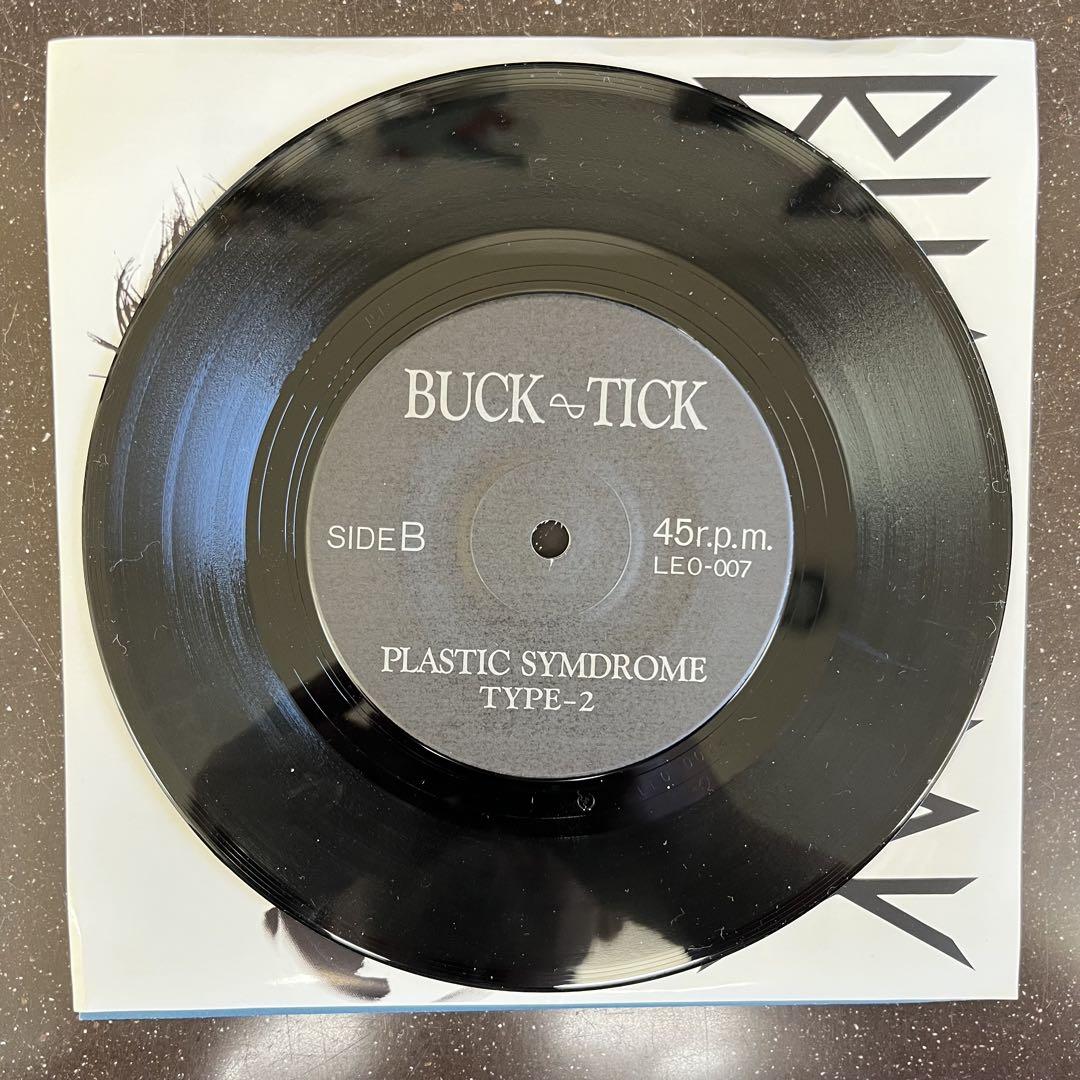 BUCK TICK
SIDE B
45r.p.m.
LEO-007
PLASTIC SYMDROME
TYPE-2